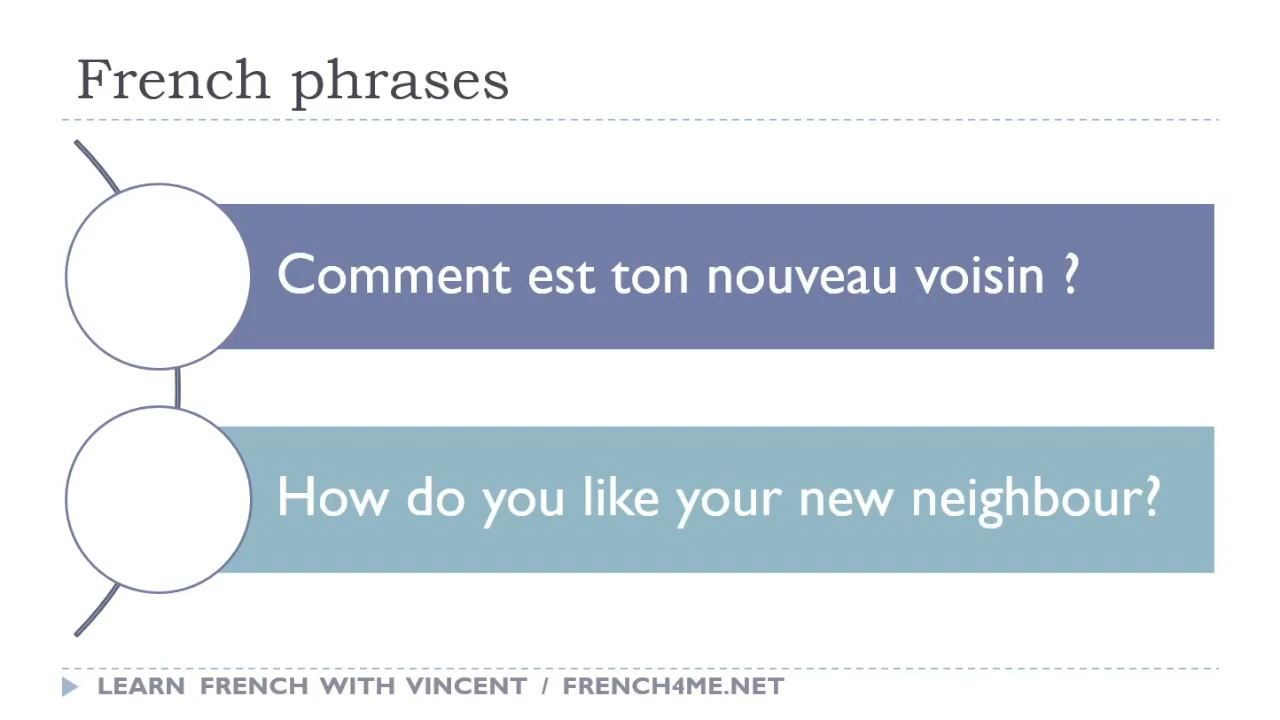 French phrases
Comment est ton nouveau voisin ?
How do you like your new neighbour?
LEARN FRENCH WITH VINCENT / FRENCH4ME.NET